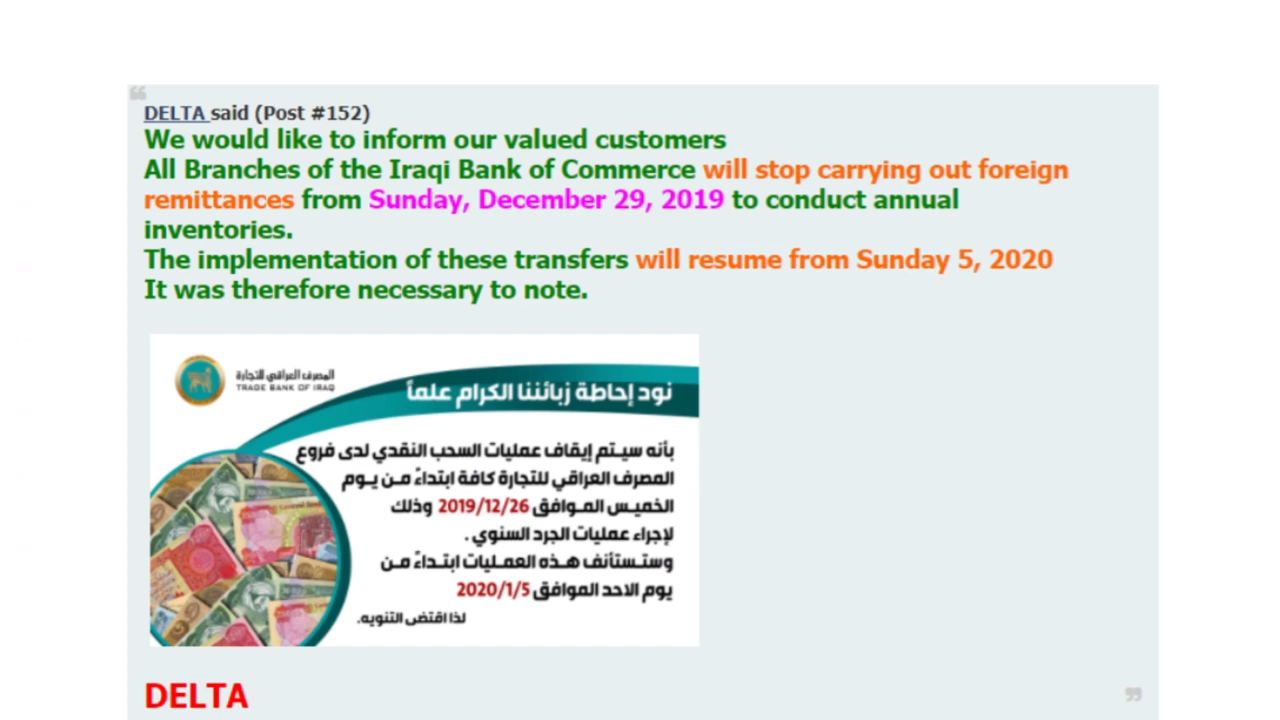 DELTA said (Post #152)
We would like to inform our valued customers
All Branches of the Iraqi Bank of Commerce will stop carrying out foreign
remittances from Sunday, December 29, 2019 to conduct annual
inventories.
The implementation of these transfers will resume from Sunday 5, 2020
It was therefore necessary to note.
المصرف العراقي للتجارة
TRADE BANK OF IRAQ
نود إحاطة زبائننا الكرام علماً
بأنه سيتم إيقاف عمليات السحب النقدي لدى فروع
المصرف العراقي للتجارة كافة ابتداءً من يوم
الخميس الموافق 2019/12/26 وذلك
لإجراء عمليات الجرد السنوي .
وستستأنف هذه العمليات ابتداءً من
يوم الاحد الموافق 2020/1/5
لذا اقتضى التنويه.
DELTA